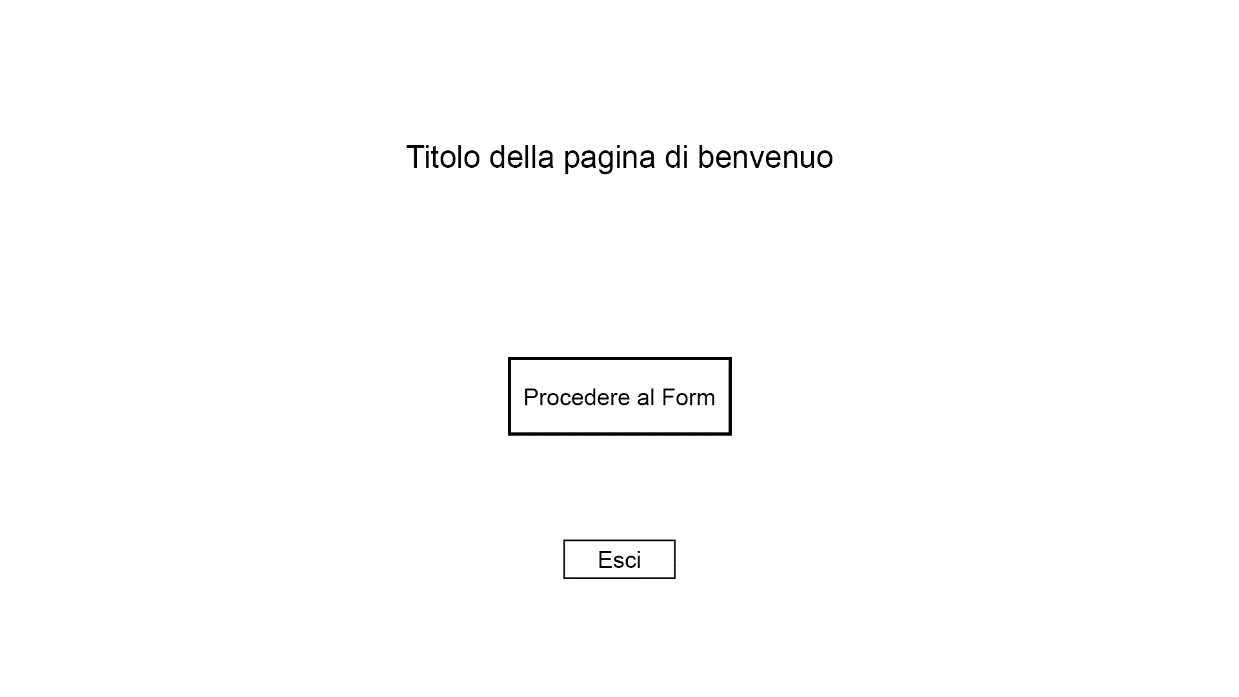 Titolo della pagina di benvenuo
Procedere al Form
Esci